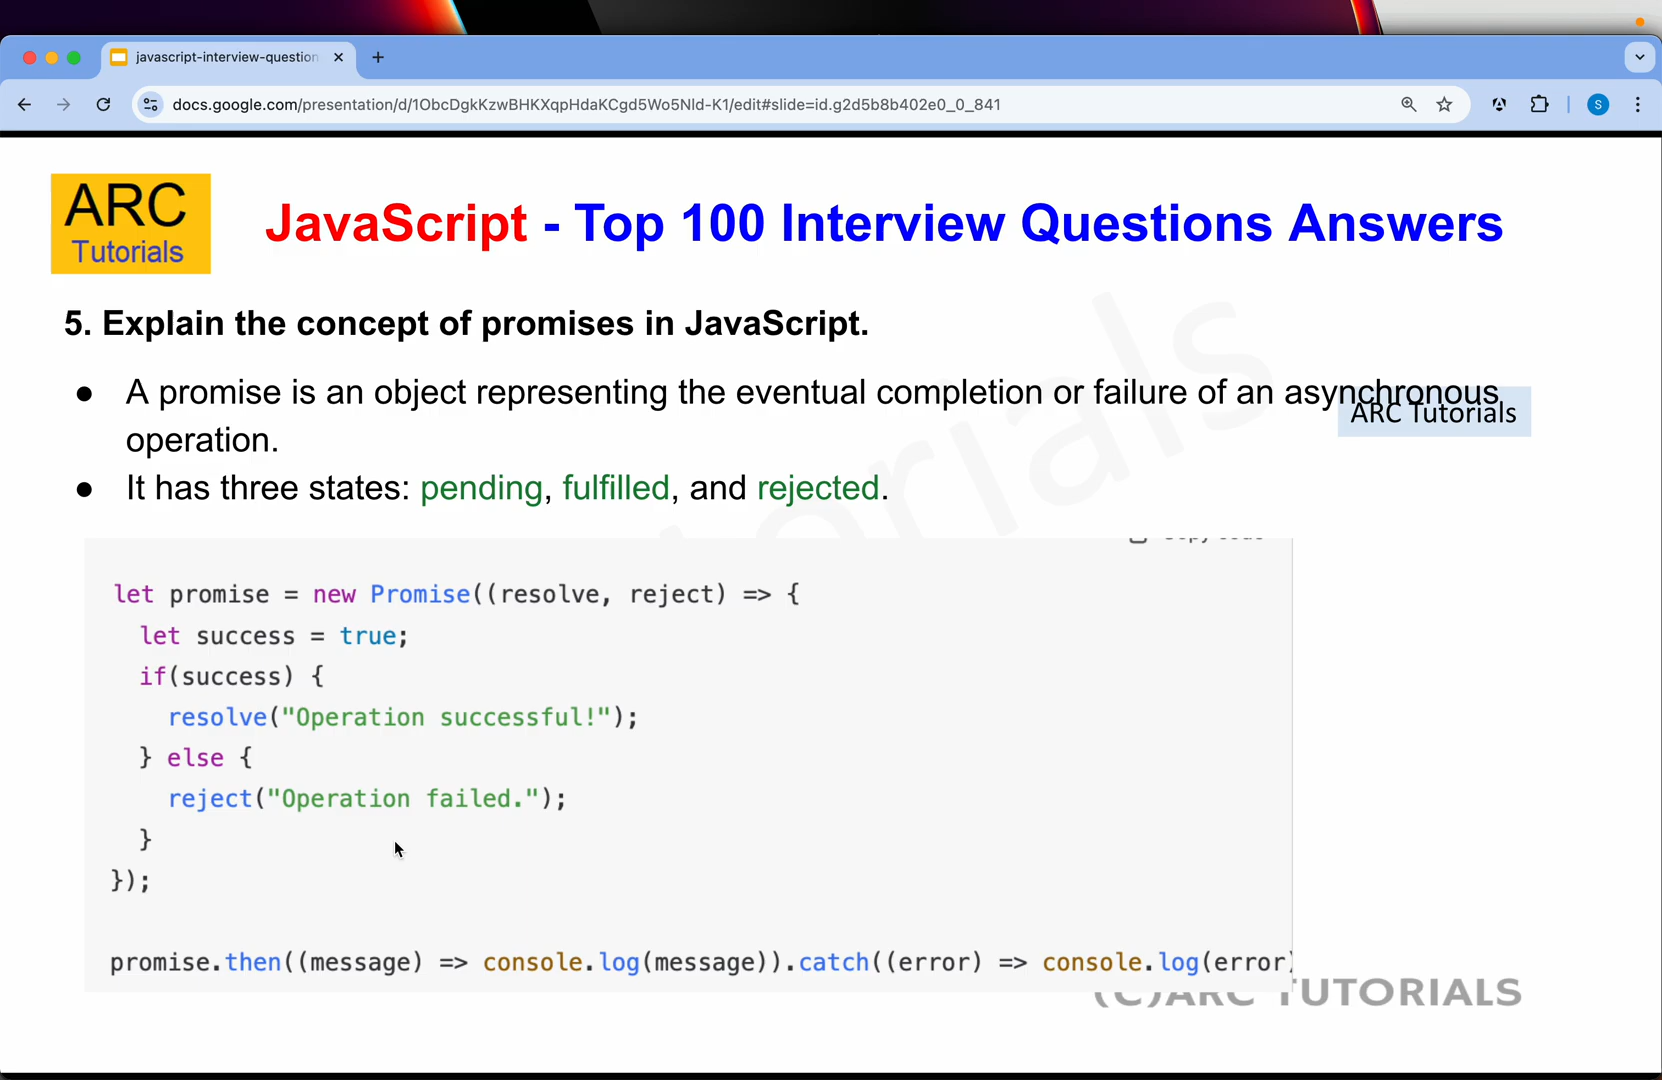 javascript-interview-question
docs.google.com/presentation/d/1ObcDgkKzwBHKXqpHdaKCgd5Wo5Nld-K1/edit#slide=id.g2d5b8b402e0_0_841
S
ARC
Tutorials
JavaScript - Top 100 Interview Questions Answers
5. Explain the concept of promises in JavaScript.
● A promise is an object representing the eventual completion or failure of an asynchronous
ARC Tutorials
operation.
● It has three states: pending, fulfilled, and rejected.
orials
let promise = new Promise((resolve, reject) => {
let success = true;
if(success) {
resolve("Operation successful!");
} else {
reject("Operation failed.");
}
});
promise.then((message) => console.log(message)).catch((error) => console.log(error)
(C)ARC TUTORIALS